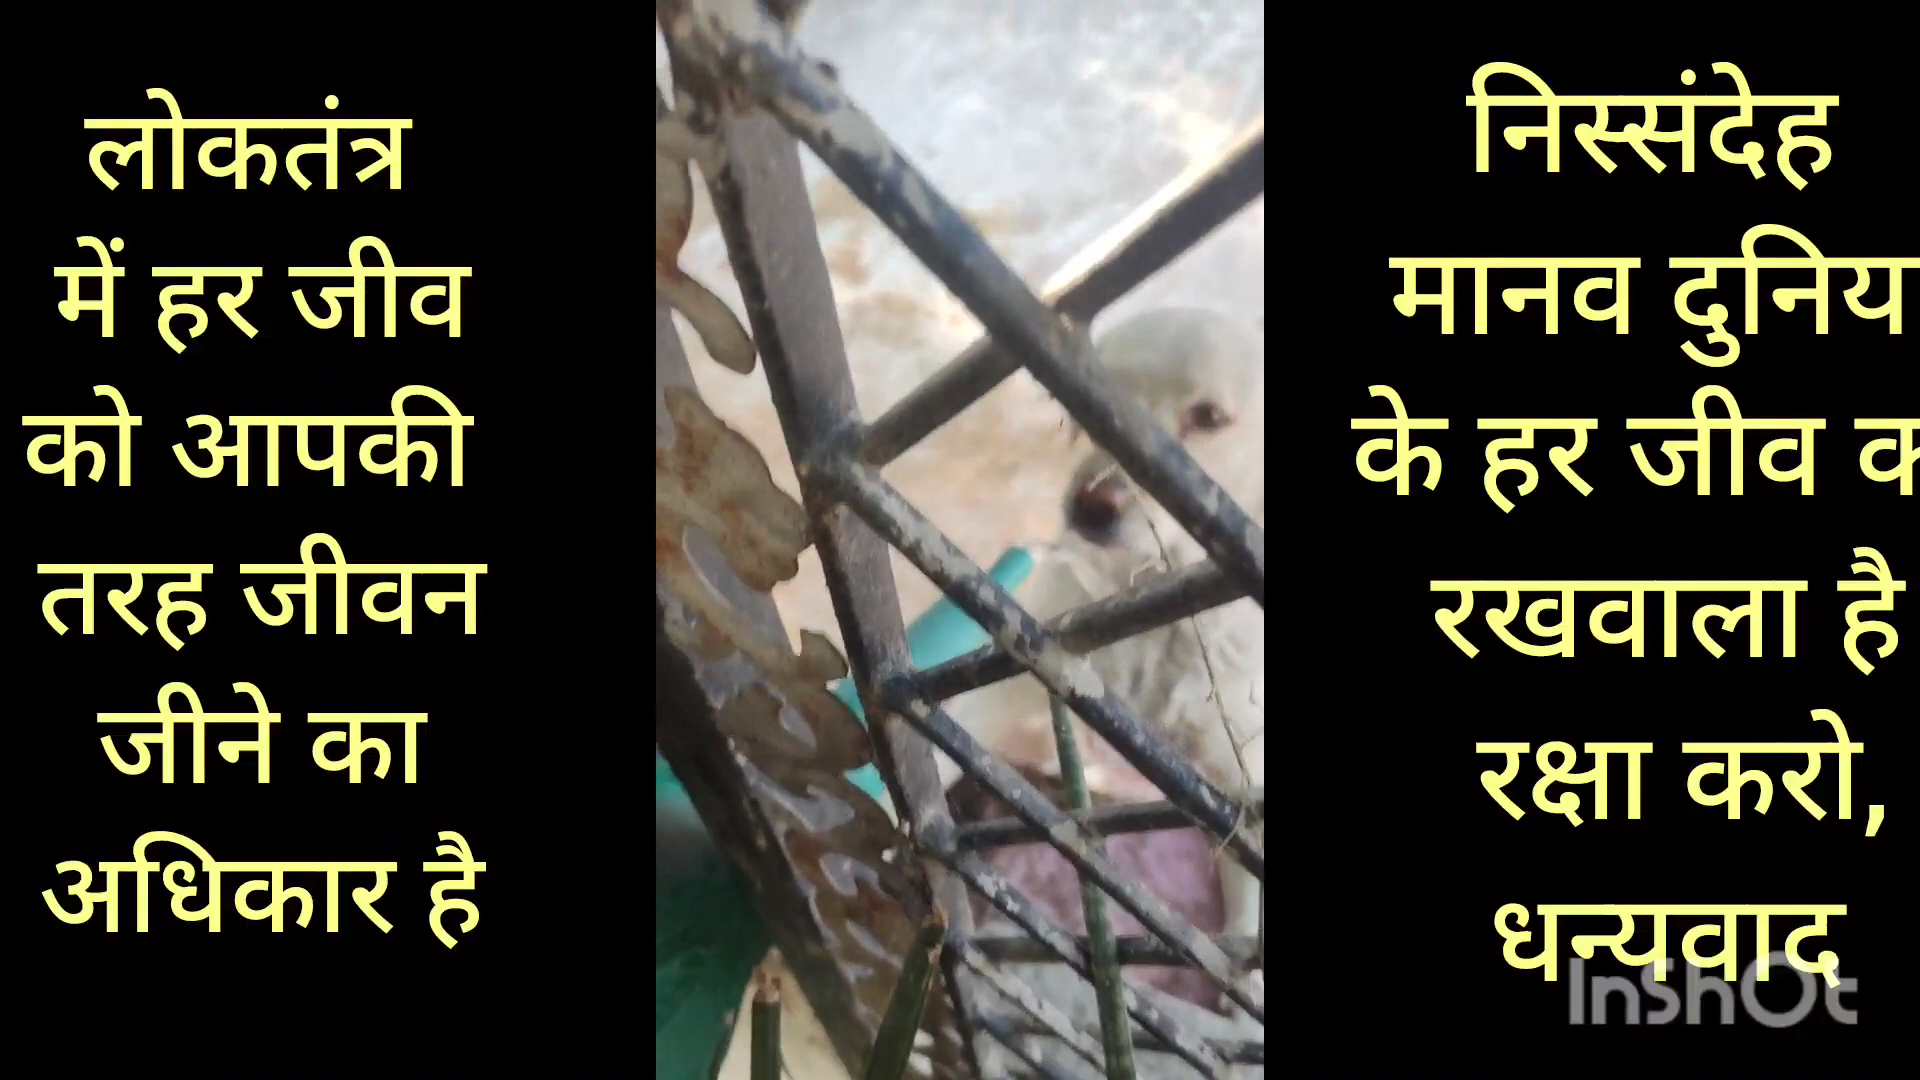 लोकतंत्र
में हर जीव
को आपकी
तरह जीवन
जीने का
अधिकार है
निस्संदेह
मानव दुनिय
के हर जीव क
रखवाला है
रक्षा करो,
धन्यवाद
InShOt